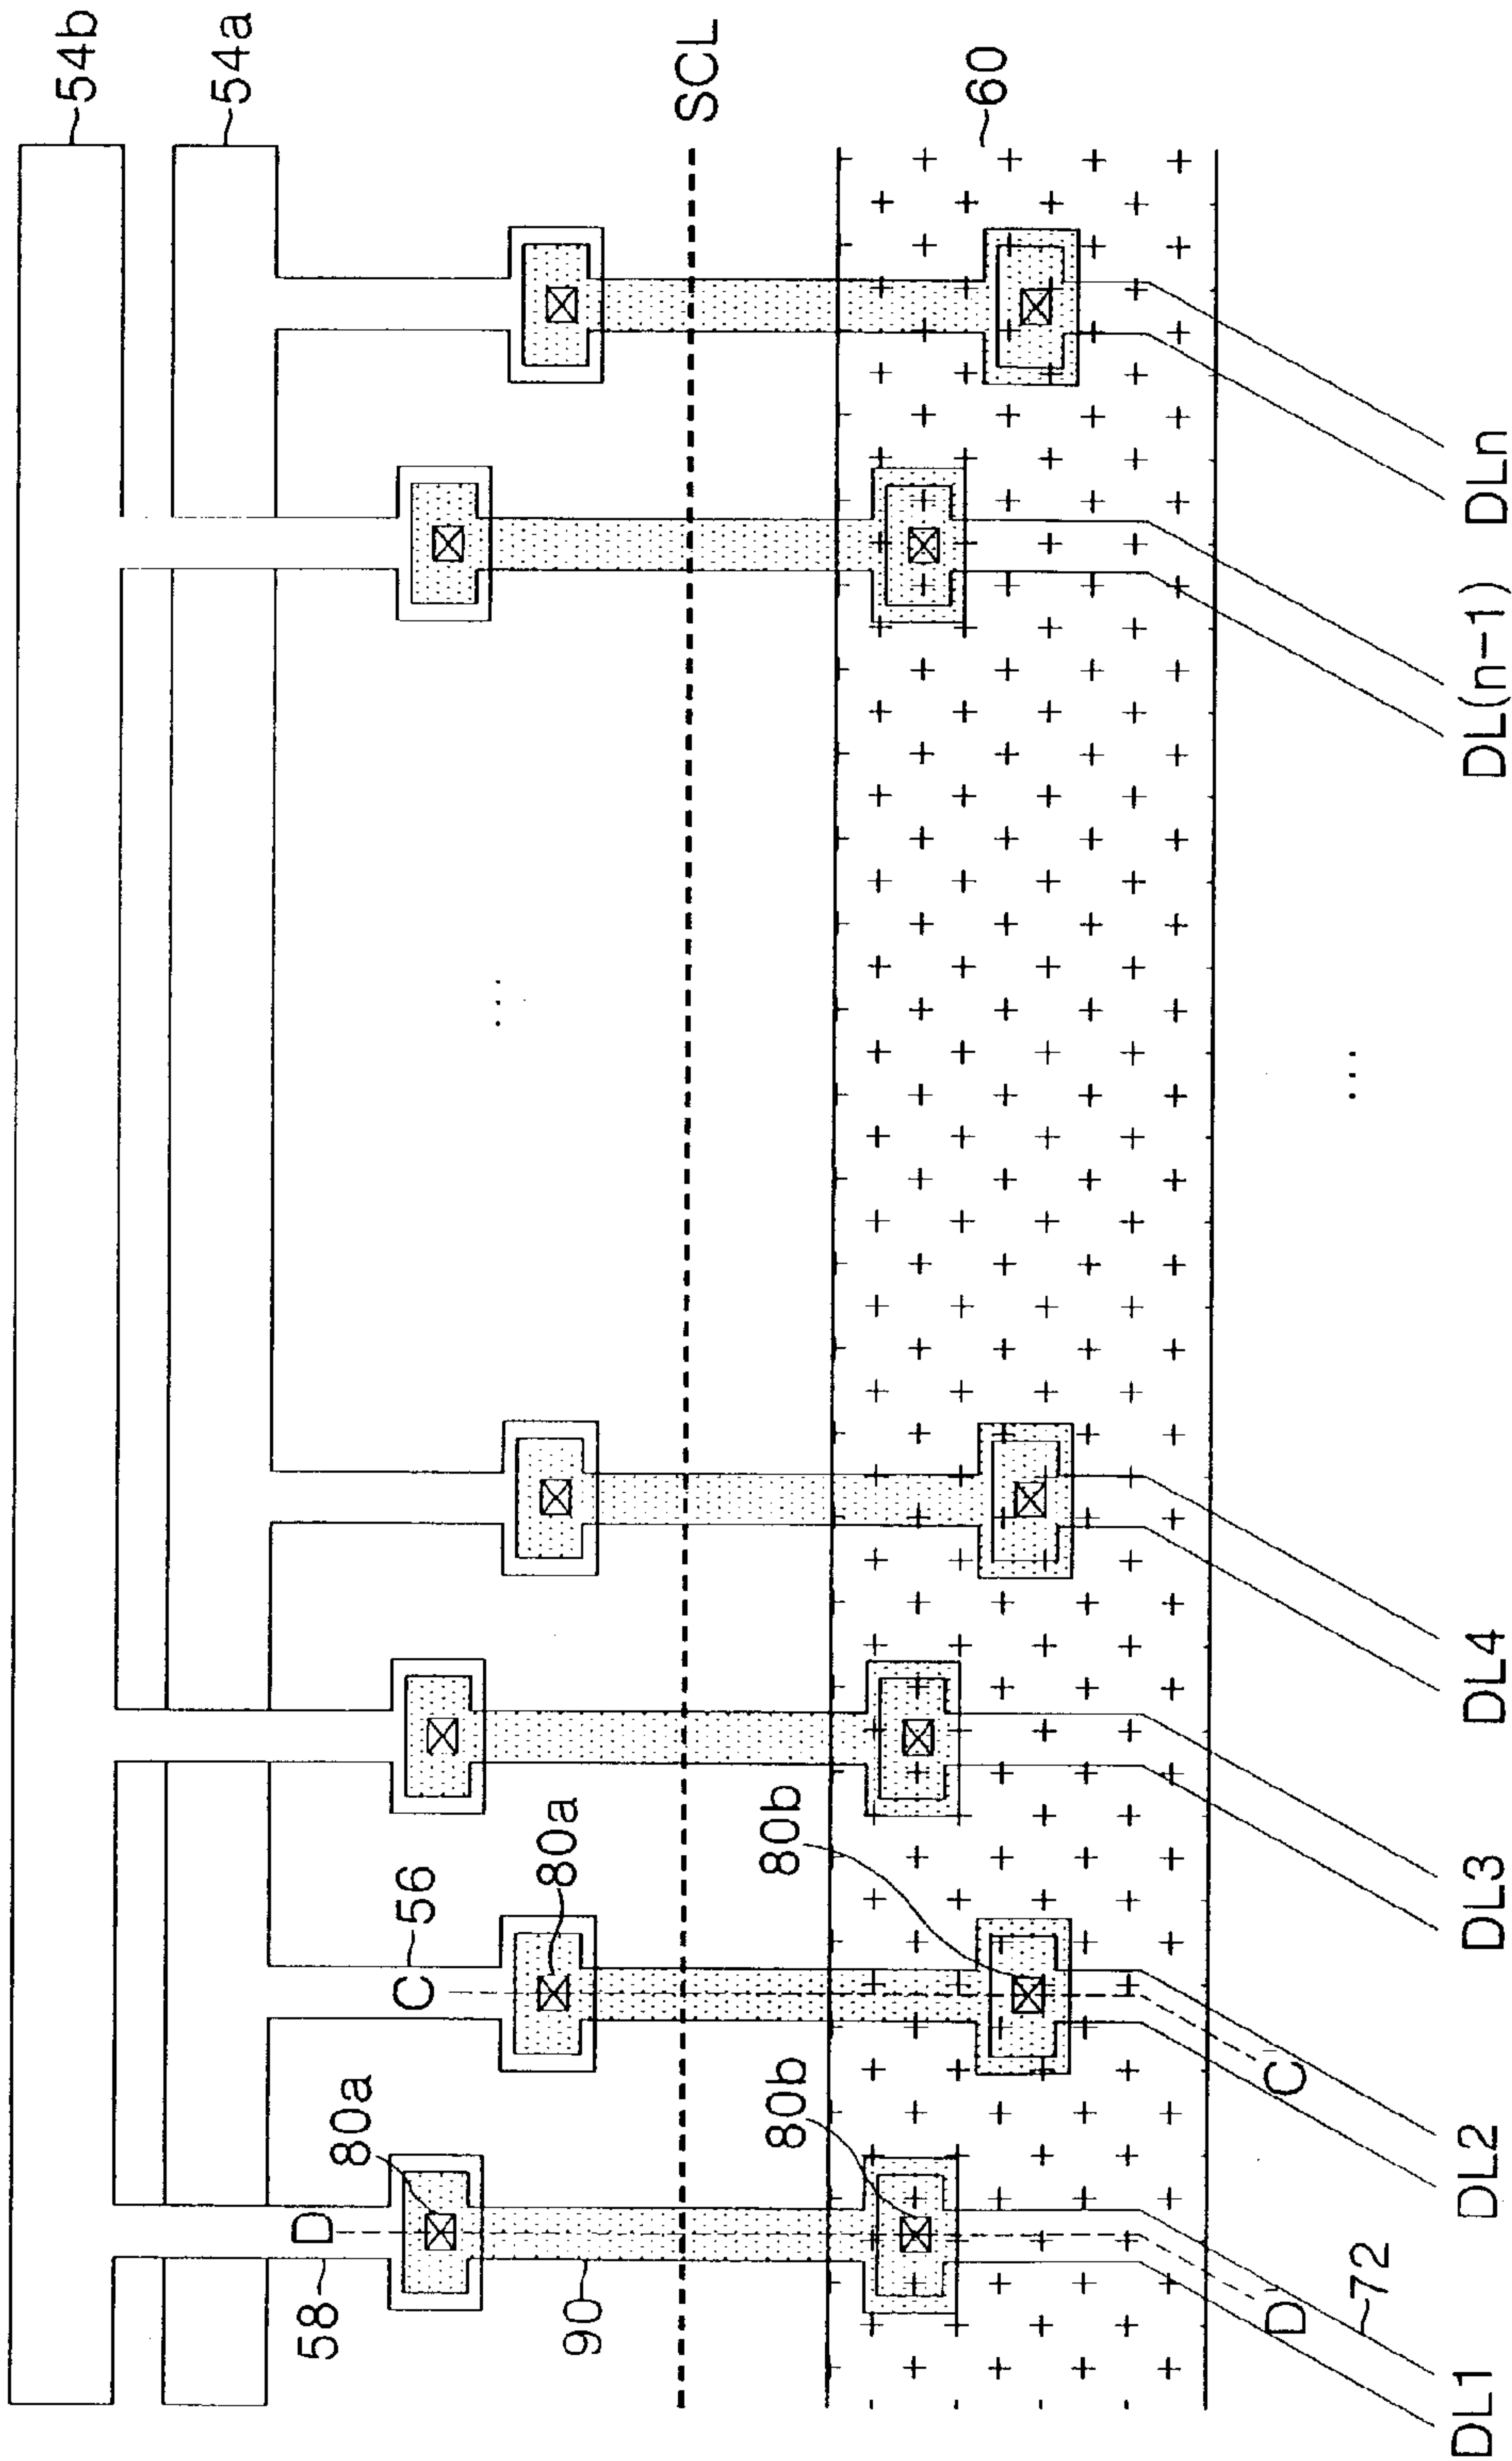 54b
54a
SCL
60
C
56
80a
80b
D
58
80a
80b
90
C'
D'
72
...
...
DL1
DL2
DL3
DL4
DL(n-1)
DLn